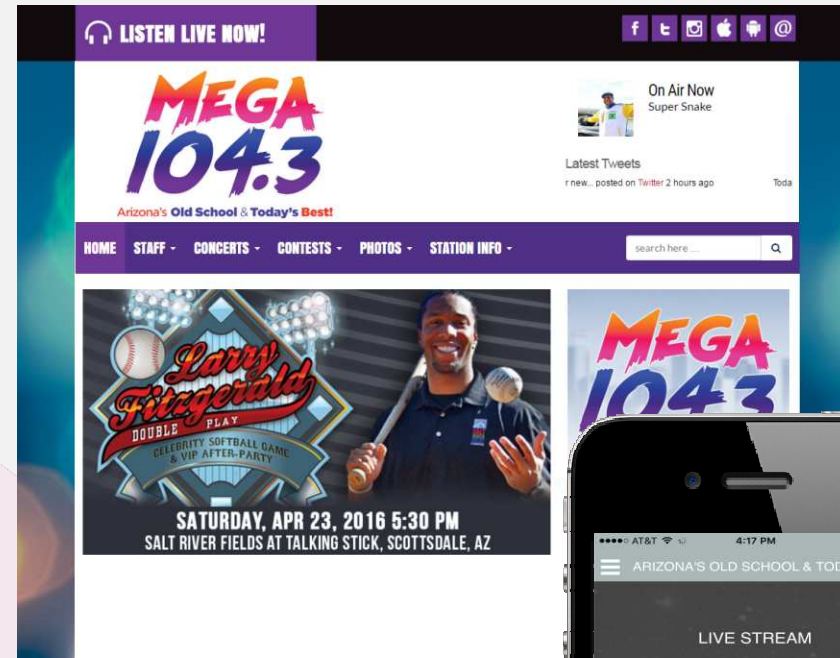 LISTEN LIVE NOW!
MEGA
104.3
Arizona's Old School & Today's Best!
On Air Now
Super Snake
Latest Tweets
r new... posted on Twitter 2 hours ago
Toda
HOME STAFF CONCERTS CONTESTS PHOTOS STATION INFO
search here ...
Larry
Fitzgerald
DOUBLE PLAY
CELEBRITY SOFTBALL GAME
& VIP AFTER-PARTY
SATURDAY, APR 23, 2016 5:30 PM
SALT RIVER FIELDS AT TALKING STICK, SCOTTSDALE, AZ
MEGA
104.3
AT&T 4:17 PM
ARIZONA'S OLD SCHOOL & TOD
LIVE STREAM